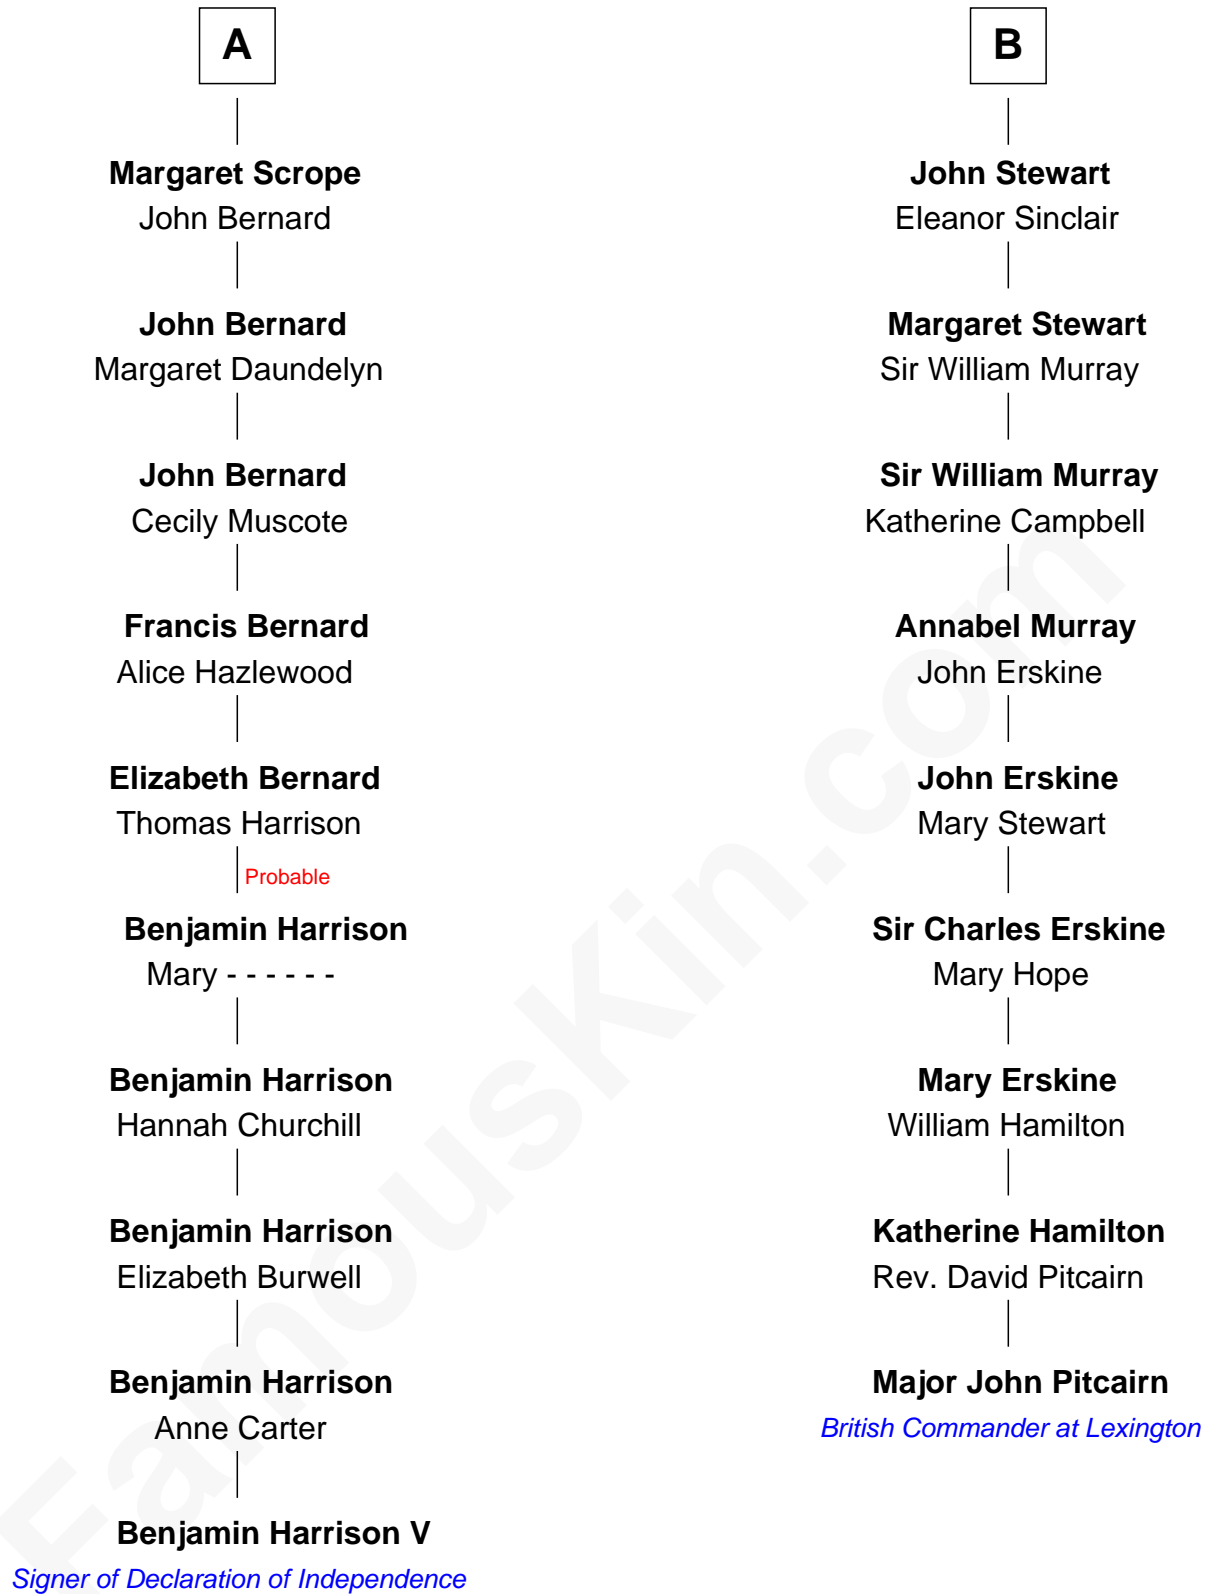 A
Margaret Scrope
John Bernard
John Bernard
Margaret Daundelyn
John Bernard
Cecily Muscote
Francis Bernard
Alice Hazlewood
Elizabeth Bernard
Thomas Harrison
Probable
Benjamin Harrison
Mary - - - - - -
Benjamin Harrison
Hannah Churchill
Benjamin Harrison
Elizabeth Burwell
Benjamin Harrison
Anne Carter
Benjamin Harrison V
Signer of Declaration of Independence
B
John Stewart
Eleanor Sinclair
Margaret Stewart
Sir William Murray
Sir William Murray
Katherine Campbell
Annabel Murray
John Erskine
John Erskine
Mary Stewart
Sir Charles Erskine
Mary Hope
Mary Erskine
William Hamilton
Katherine Hamilton
Rev. David Pitcairn
Major John Pitcairn
British Commander at Lexington
FamousKin.com